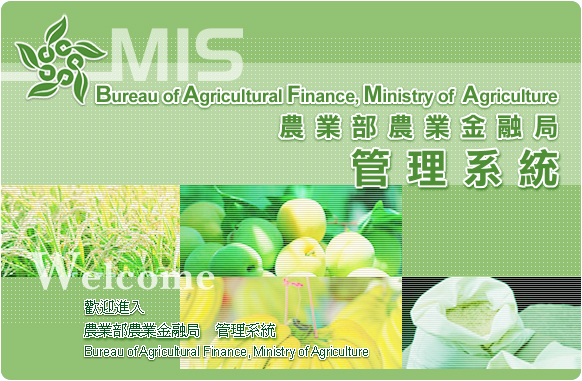 MIS
Bureau of Agricultural Finance, Ministry of Agriculture
農業部農業金融局
管理系統
Welcome
歡迎進入
農業部農業金融局 管理系統
Bureau of Agricultural Finance, Ministry of Agriculture